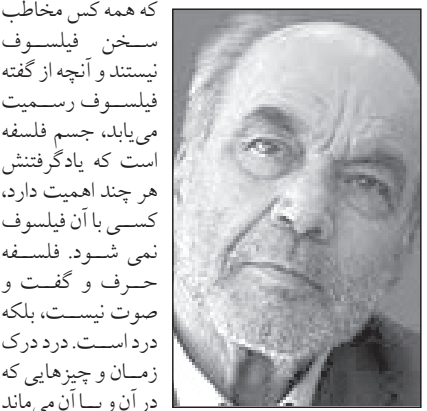 که همه کس مخاطب
سخن فیلسوف
نیستند و آنچه از گفته
فیلسوف رسمیت
می‌یابد، جسم فلسفه
است که یادگرفتنش
هر چند اهمیت دارد،
کسی با آن فیلسوف
نمی شود. فلسفه
حرف و گفت و
صوت نیست، بلکه
درد است. درد درک
زمان و چیزهایی که
در آن و با آن می‌ماند